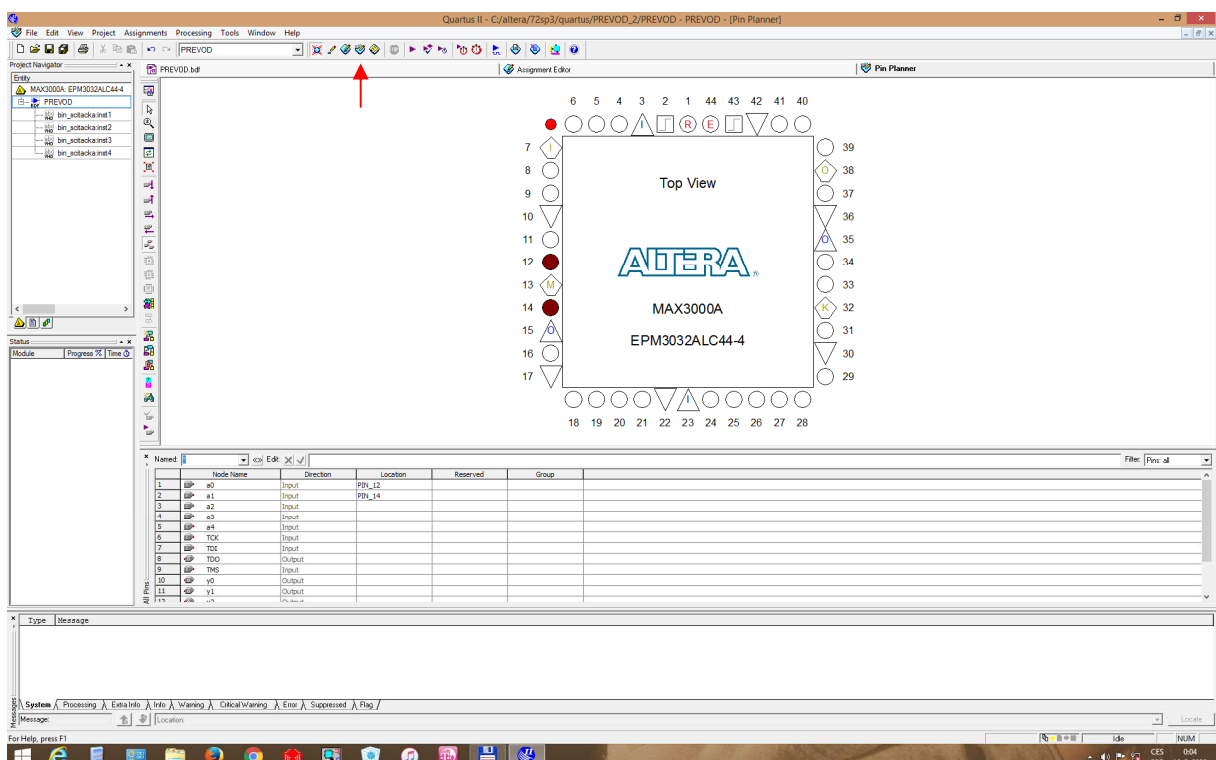 Quartus II - C:/altera/72sp3/quartus/PREVOD_2/PREVOD - PREVOD - [Pin Planner]
File Edit View Project Assignments Processing Tools Window Help
PREVOD
Project Navigator
PREVOD.bdf
Assignment Editor
Pin Planner
Entity
MAX3000A: EPM3032ALC44-4
PREVOD
bin_scitacka:inst1
bin_scitacka:inst2
bin_scitacka:inst3
bin_scitacka:inst4
6 5 4 3 2 1 44 43 42 41 40
I R E
7 I 39
8 O 38
9 37
10 36
11 O 35
12 34
13 M 33
14 K 32
15 O 31
16 30
17 29
Top View
ALTERA
MAX3000A
EPM3032ALC44-4
I
18 19 20 21 22 23 24 25 26 27 28
Status
Module Progress % Time
Named: * Edit: Filter: Pins: all
Node Name Direction Location Reserved Group
1 a0 Input PIN_12
2 a1 Input PIN_14
3 a2 Input
4 a3 Input
5 a4 Input
6 TCK Input
7 TDI Input
8 TDO Output
9 TMS Input
10 y0 Output
11 y1 Output
12 y2 Output
All Pins
Type Message
System Processing Extra Info Info Warning Critical Warning Error Suppressed Flag
Messages
Message: Location: Locate
For Help, press F1 Idle NUM
CES 0:04